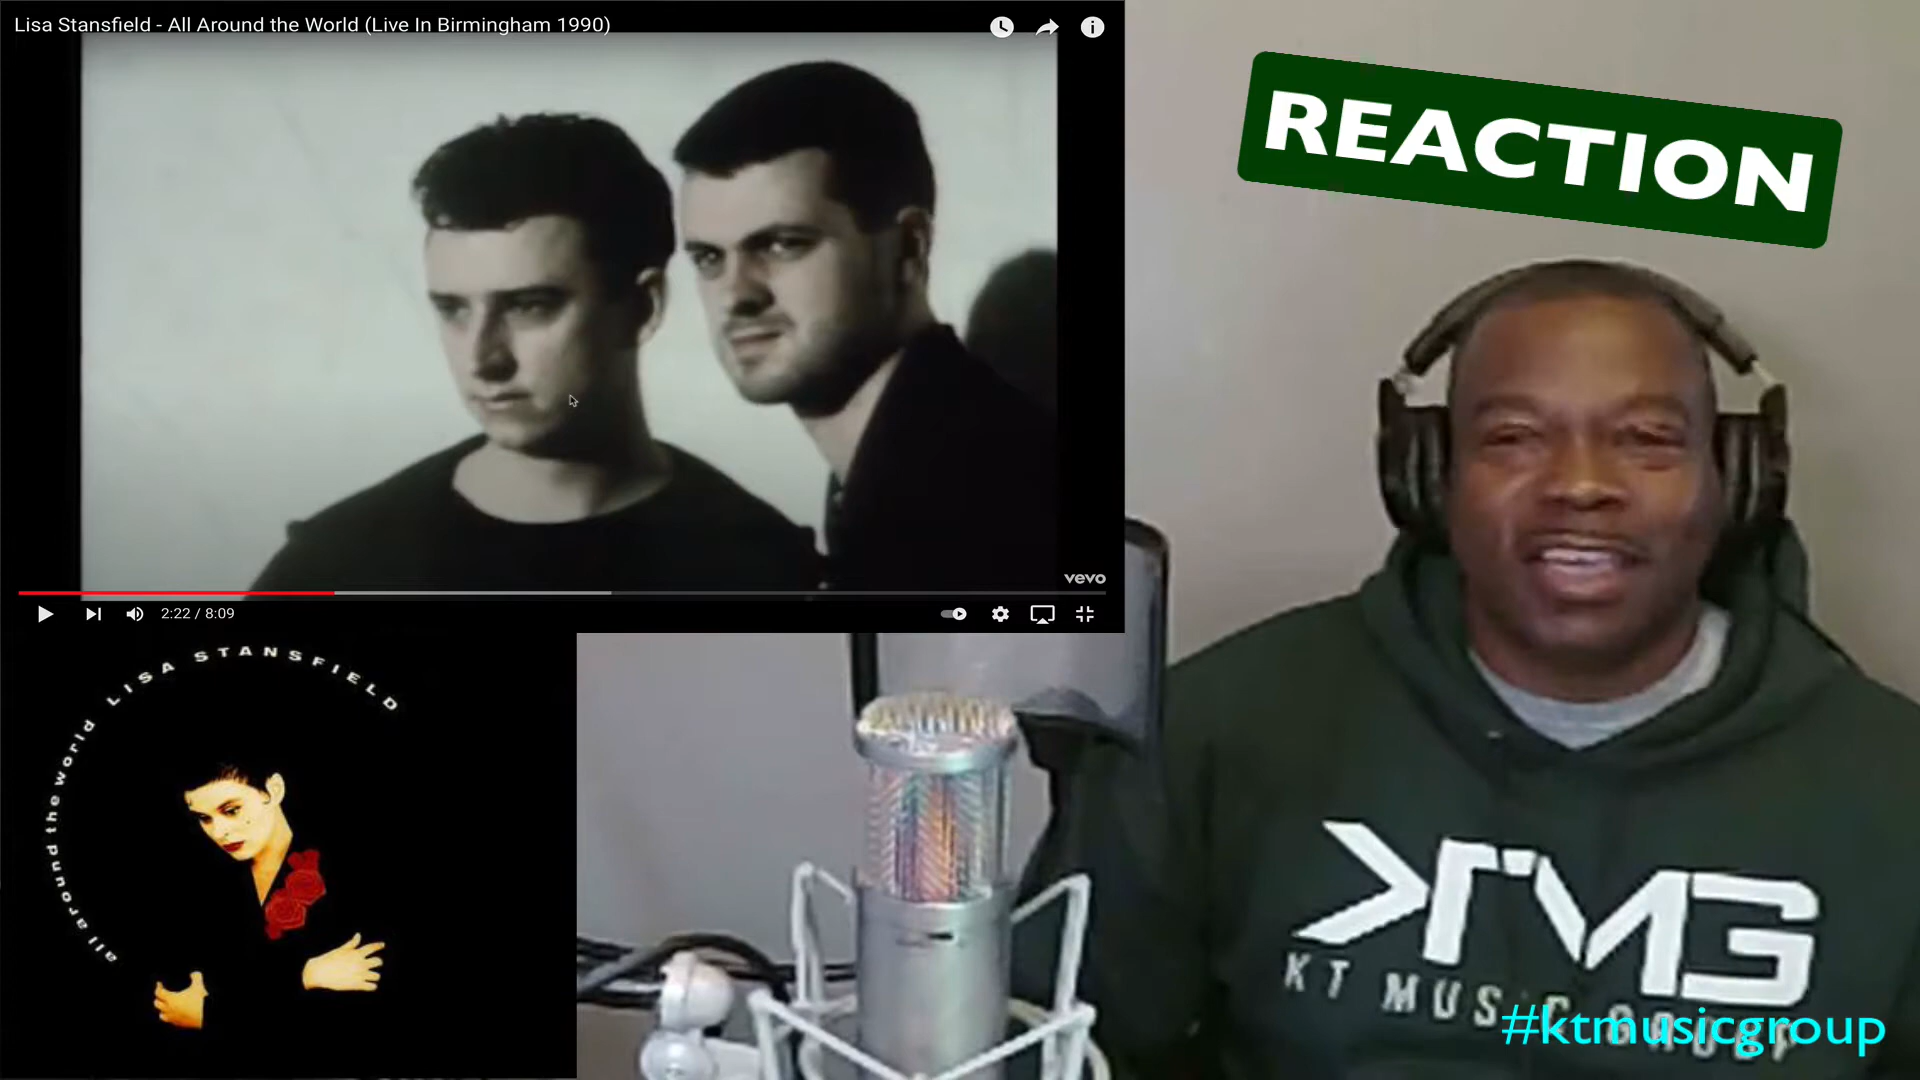 Lisa Stansfield - All Around the World (Live In Birmingham 1990)
REACTION
vevo
2:22 / 8:09
LISA STANSFIELD
all around the world
KTMG
KT MUSIC GROUP
#ktmusicgroup